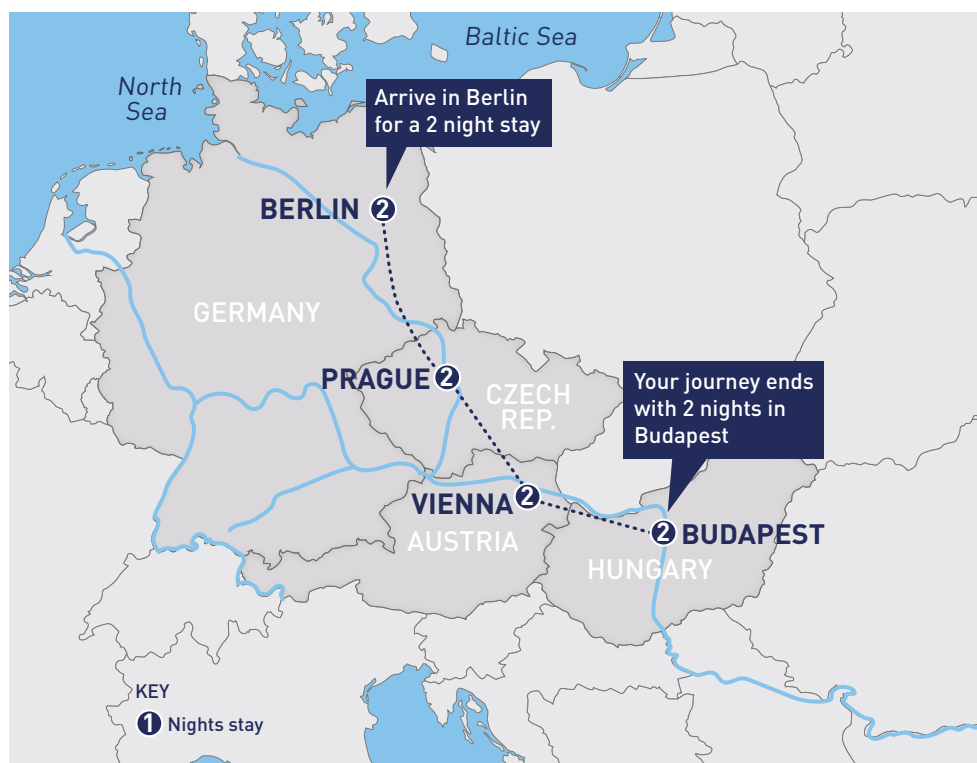 Baltic Sea
North
Sea
Arrive in Berlin
for a 2 night stay
BERLIN 2
GERMANY
PRAGUE 2
CZECH
REP.
Your journey ends
with 2 nights in
Budapest
VIENNA 2
AUSTRIA
2 BUDAPEST
HUNGARY
KEY
1 Nights stay